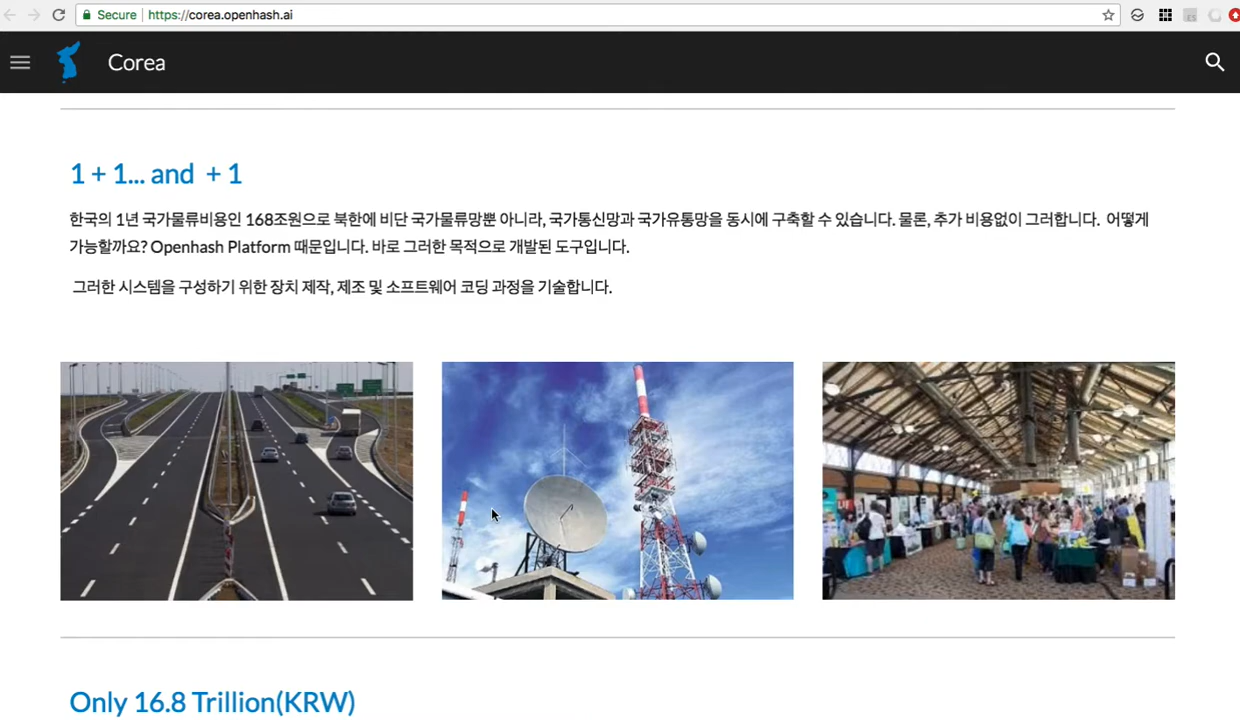 Secure https://corea.openhash.ai
Corea
1 + 1... and + 1
한국의 1년 국가물류비용인 168조원으로 북한에 비단 국가물류망뿐 아니라, 국가통신망과 국가유통망을 동시에 구축할 수 있습니다. 물론, 추가 비용없이 그러합니다. 어떻게
가능할까요? Openhash Platform 때문입니다. 바로 그러한 목적으로 개발된 도구입니다.
그러한 시스템을 구성하기 위한 장치 제작, 제조 및 소프트웨어 코딩 과정을 기술합니다.
Only 16.8 Trillion(KRW)